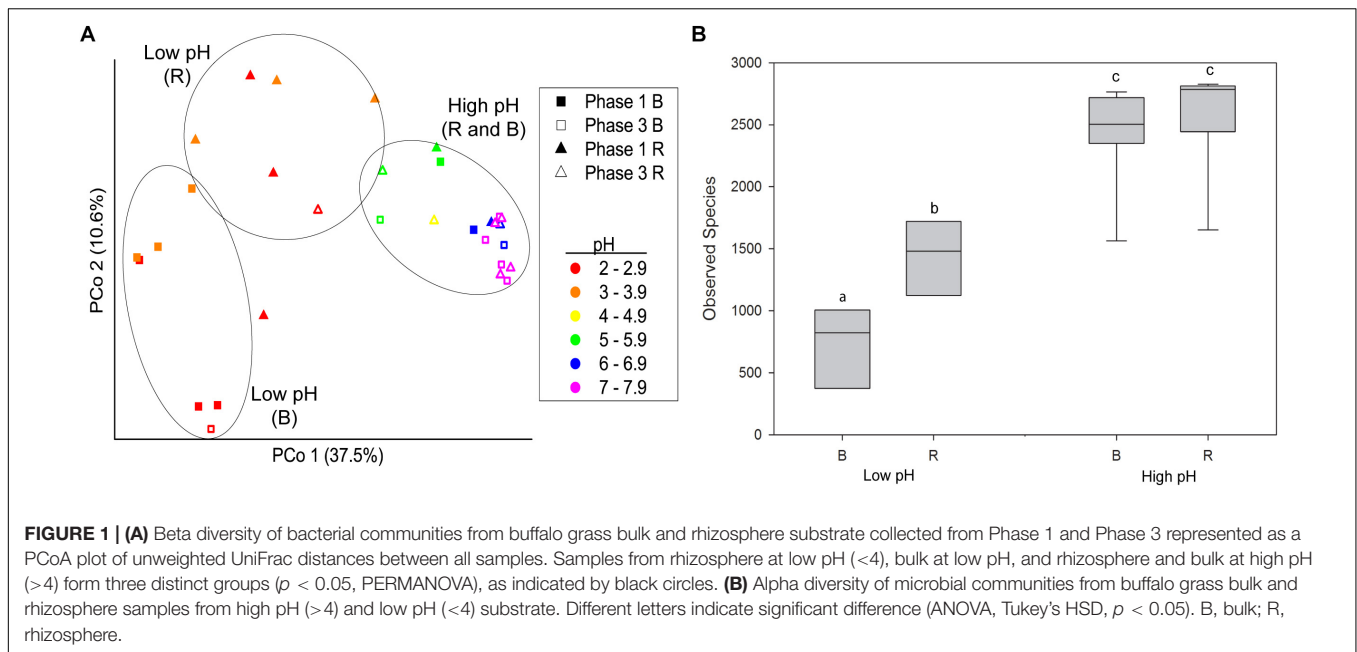 A
Low pH
(R)
High pH
(R and B)
Low pH
(B)
PCo 2 (10.6%)
PCo 1 (37.5%)
Phase 1 B
Phase 3 B
Phase 1 R
Phase 3 R
pH
2 - 2.9
3 - 3.9
4 - 4.9
5 - 5.9
6 - 6.9
7 - 7.9
B
Observed Species
3000
2500
2000
1500
1000
500
0
a
b
c
c
B
R
B
R
Low pH
High pH
FIGURE 1 | (A) Beta diversity of bacterial communities from buffalo grass bulk and rhizosphere substrate collected from Phase 1 and Phase 3 represented as a
PCoA plot of unweighted UniFrac distances between all samples. Samples from rhizosphere at low pH (<4), bulk at low pH, and rhizosphere and bulk at high pH
(>4) form three distinct groups (p < 0.05, PERMANOVA), as indicated by black circles. (B) Alpha diversity of microbial communities from buffalo grass bulk and
rhizosphere samples from high pH (>4) and low pH (<4) substrate. Different letters indicate significant difference (ANOVA, Tukey's HSD, p < 0.05). B, bulk; R,
rhizosphere.